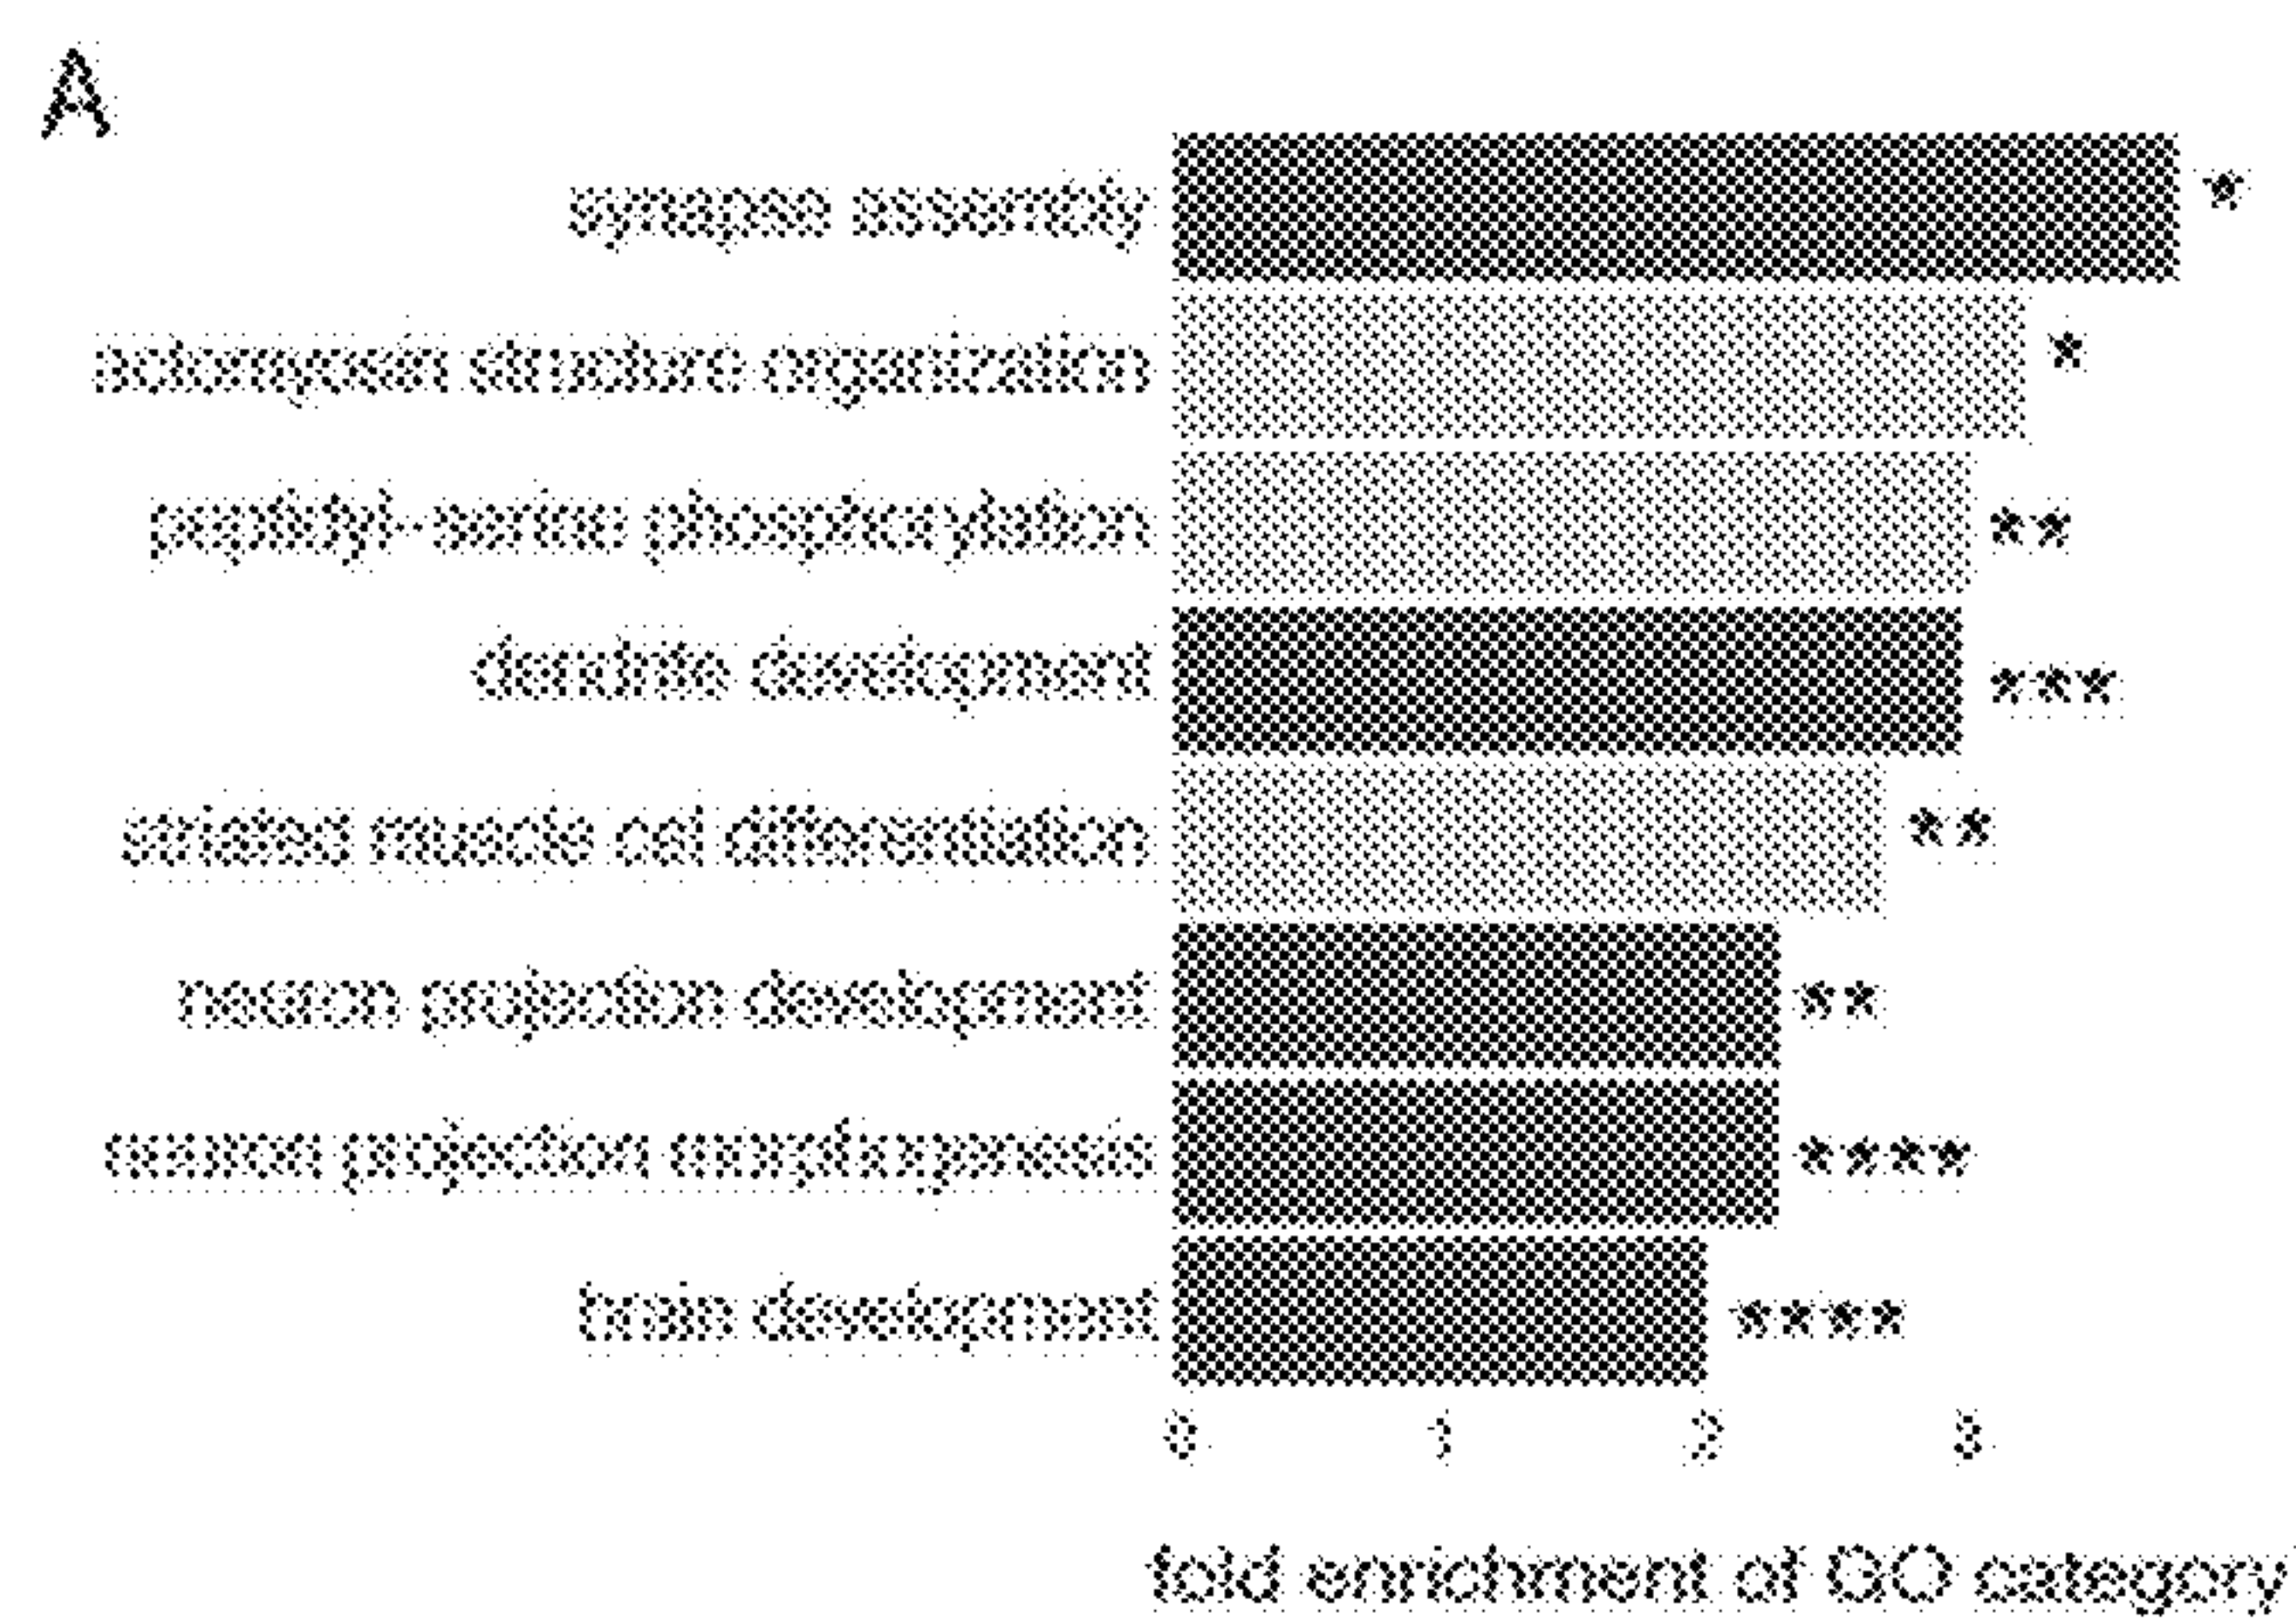 A
synapse assembly
*
actomyosin structure organization
*
peptidyl-serine phosphorylation
**
dendrite development
***
striated muscle cell differentiation
**
neuron projection development
**
neuron projection morphogenesis
****
brain development
****
0 1 2 3
fold enrichment of GO category